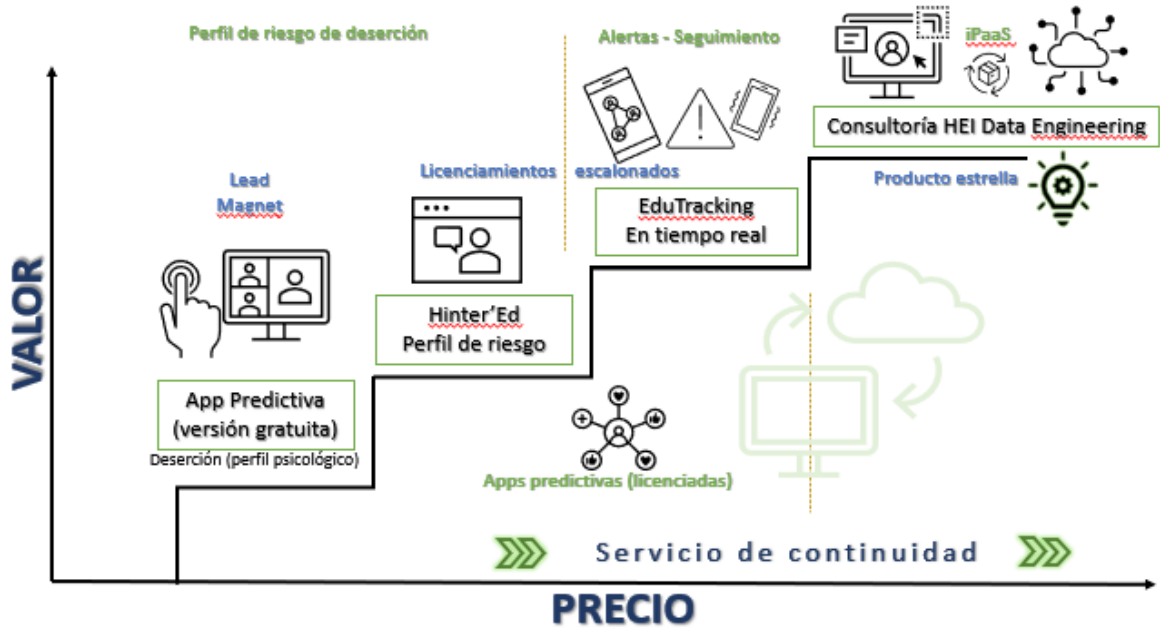 Perfil de riesgo de deserción
Alertas - Seguimiento
iPaaS
Consultoría HEI Data Engineering
Producto estrella
Licenciamientos escalonados
EduTracking
En tiempo real
Lead
Magnet
Hinter’Ed
Perfil de riesgo
App Predictiva
(versión gratuita)
Deserción (perfil psicológico)
Apps predictivas (licenciadas)
Servicio de continuidad
VALOR
PRECIO